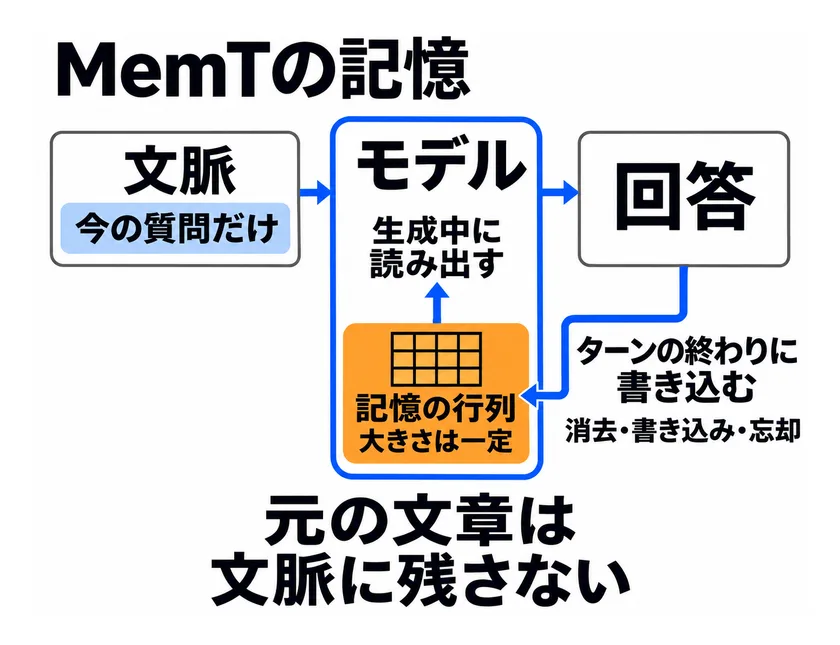 MemTの記憶
文脈
今の質問だけ
モデル
生成中に
読み出す
記憶の行列
大きさは一定
回答
ターンの終わりに
書き込む
消去・書き込み・忘却
元の文章は
文脈に残さない